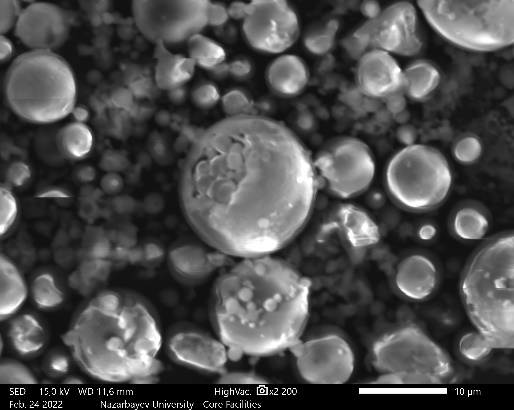 SED 15,0 kV WD 11,6 mm HighVac. x2 200 10 µm
Feb. 24 2022 Nazarbayev University - Core Facilities